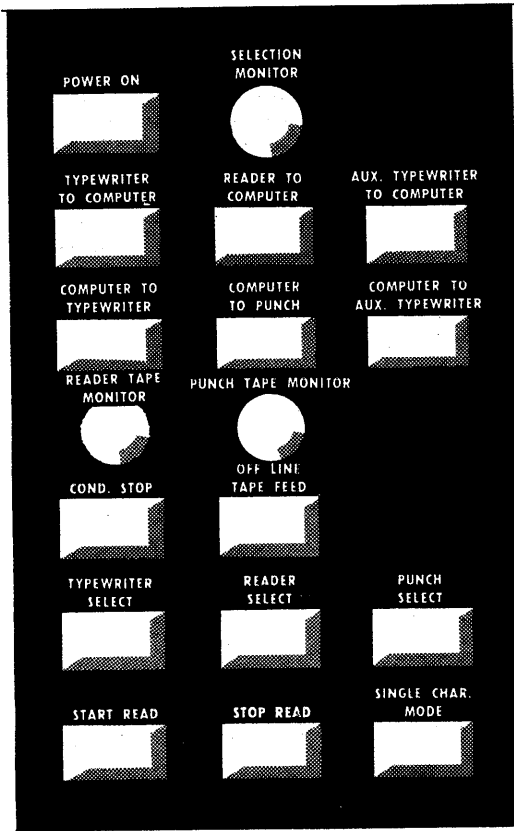 POWER ON
SELECTION
MONITOR
TYPEWRITER
TO COMPUTER
READER TO
COMPUTER
AUX. TYPEWRITER
TO COMPUTER
COMPUTER TO
TYPEWRITER
COMPUTER
TO PUNCH
COMPUTER TO
AUX. TYPEWRITER
READER TAPE
MONITOR
PUNCH TAPE MONITOR
COND. STOP
OFF LINE
TAPE FEED
TYPEWRITER
SELECT
READER
SELECT
PUNCH
SELECT
START READ
STOP READ
SINGLE CHAR.
MODE